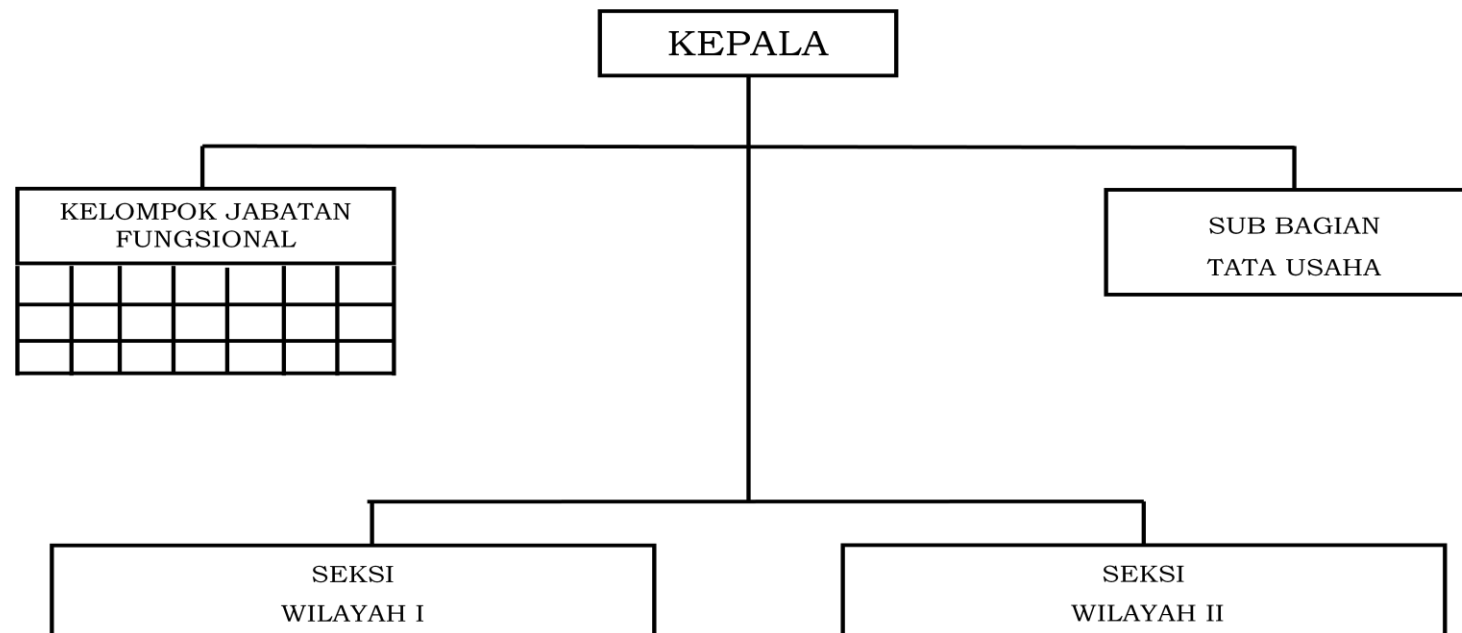 KEPALA
KELOMPOK JABATAN
FUNGSIONAL
SUB BAGIAN
TATA USAHA
SEKSI
WILAYAH I
SEKSI
WILAYAH II